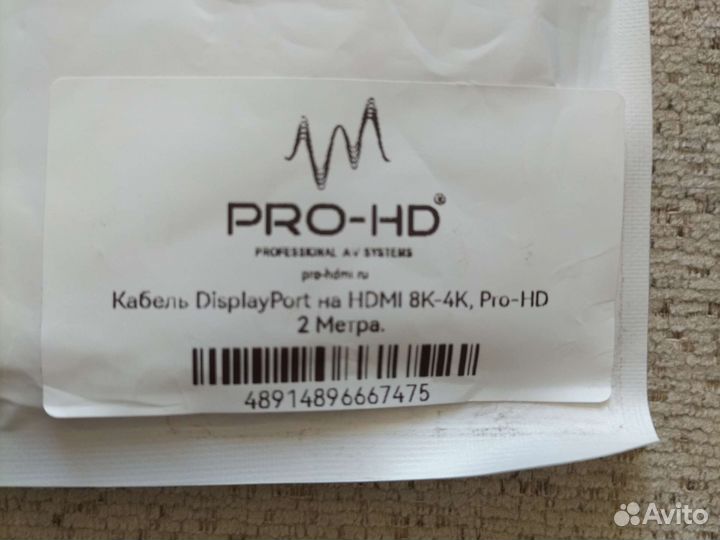 PRO-HD®
PROFESSIONAL AV SYSTEMS
pro-hdmi.ru
Кабель DisplayPort на HDMI 8K-4K, Pro-HD
2 Метра.
48914896667475
Avito